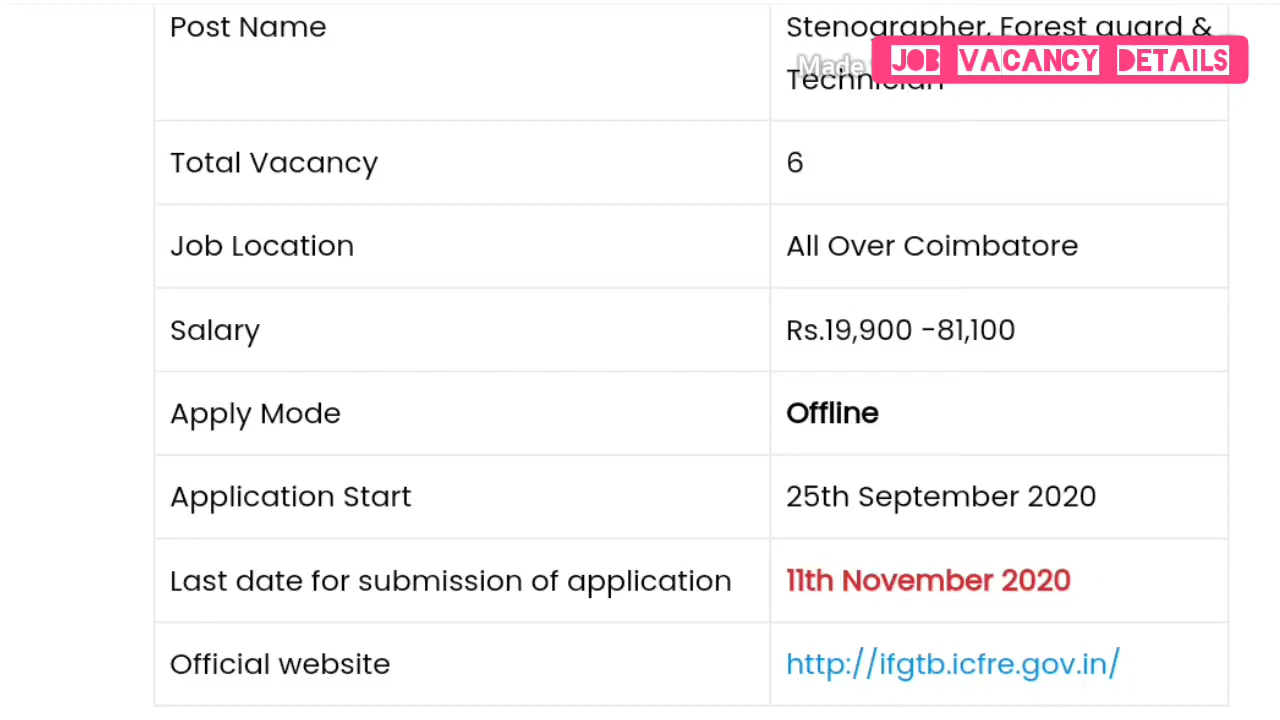 Post Name
Stenographer, Forest guard &
Made
JOB VACANCY DETAILS
Technician
Total Vacancy
6
Job Location
All Over Coimbatore
Salary
Rs.19,900 -81,100
Apply Mode
Offline
Application Start
25th September 2020
Last date for submission of application
11th November 2020
Official website
http://ifgtb.icfre.gov.in/